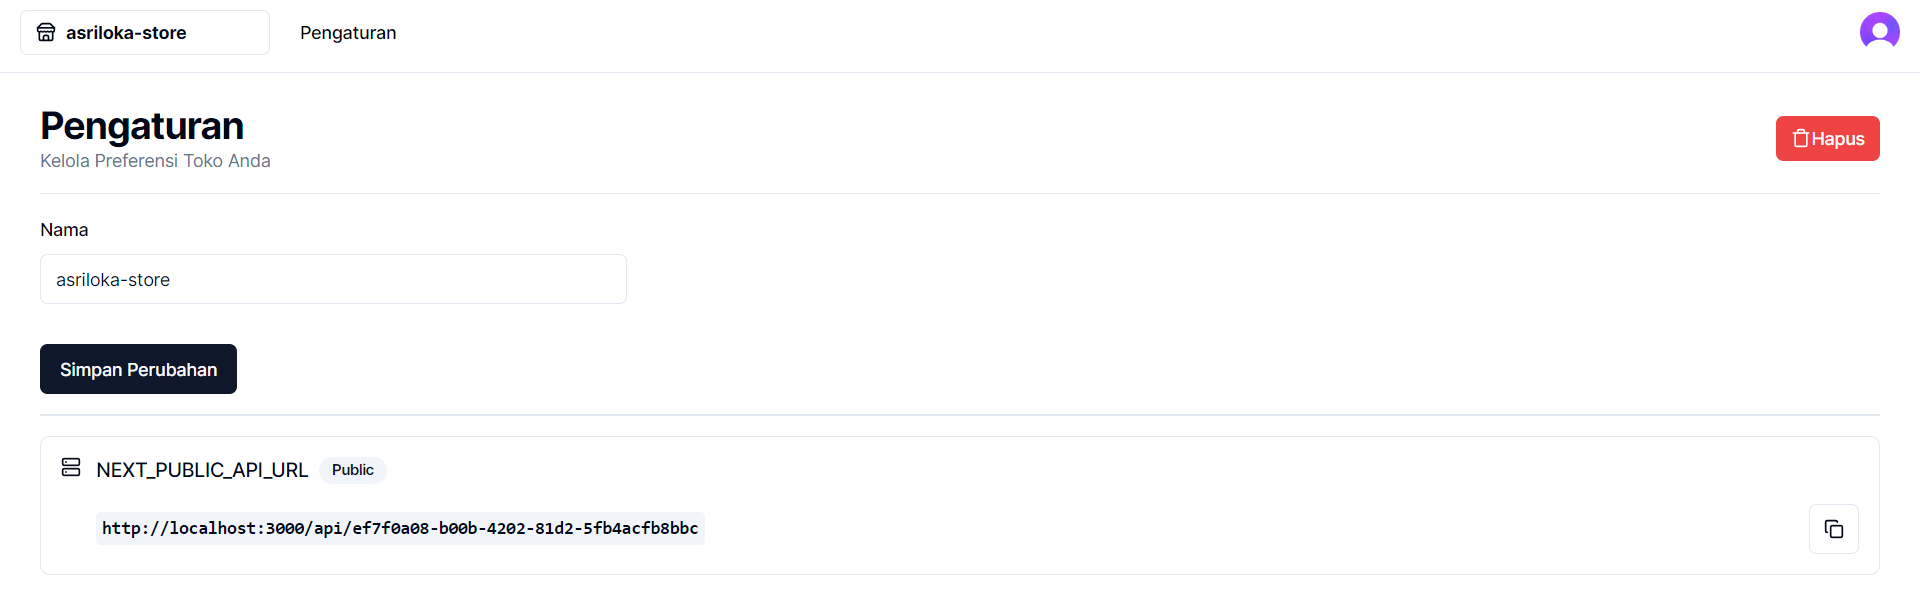 asriloka-store
Pengaturan
Pengaturan
Hapus
Kelola Preferensi Toko Anda
Nama
asriloka-store
Simpan Perubahan
NEXT_PUBLIC_API_URL Public
http://localhost:3000/api/ef7f0a08-b00b-4202-81d2-5fb4acfb8bbc